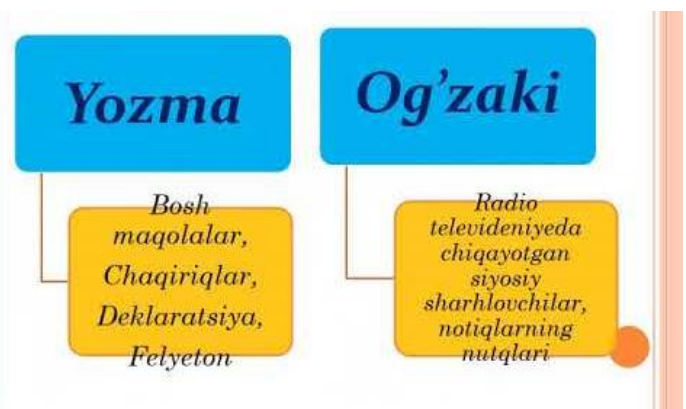 Yozma
Bosh
maqolalar,
Chaqiriqlar,
Deklaratsiya,
Felyeton
Og’zaki
Radio
televideniyeda
chiqayotgan
siyosiy
sharhlovchilar,
notiqlarning
nutqlari